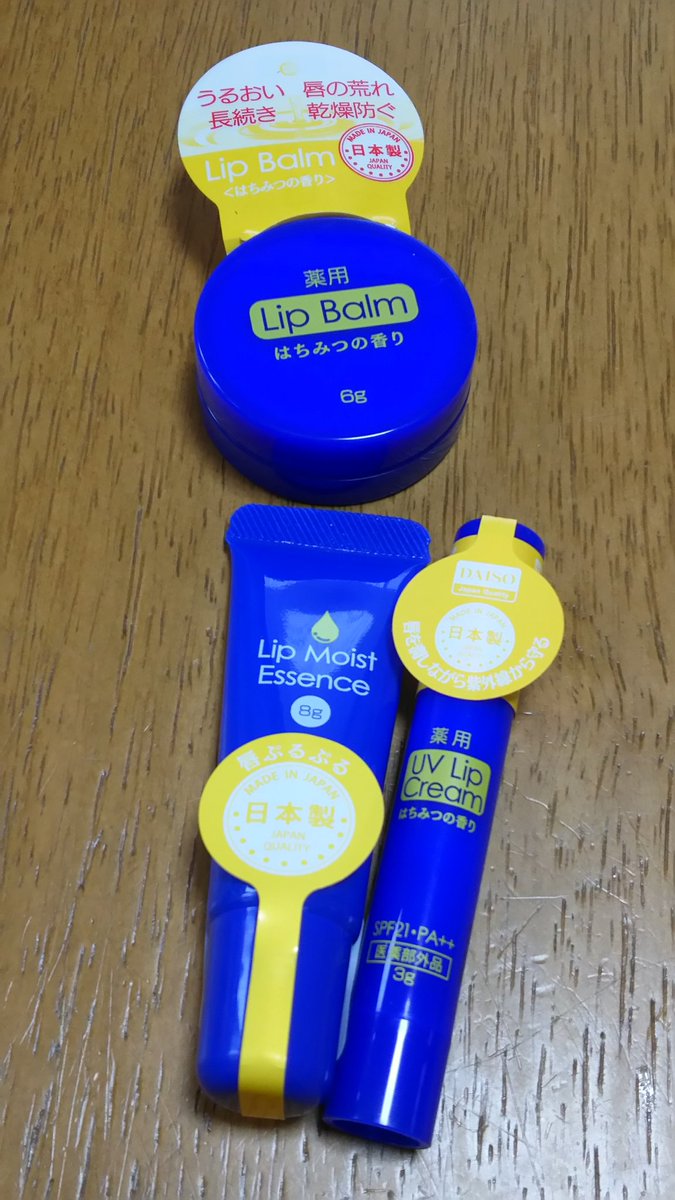 うるおい 唇の荒れ
長続き 乾燥防ぐ
MADE IN JAPAN
日本製
JAPAN
QUALITY
Lip Balm
<はちみつの香り>
薬用
Lip Balm
はちみつの香り
6g
Lip Moist
Essence
8g
唇ぷるぷる
MADE IN JAPAN
日本製
JAPAN
QUALITY
DAISO
Japan Quality
MADE IN JAPAN
日本製
唇を癒しながら紫外線から守る
薬用
UV Lip
Cream
はちみつの香り
SPF21・PA++
医薬部外品
3g